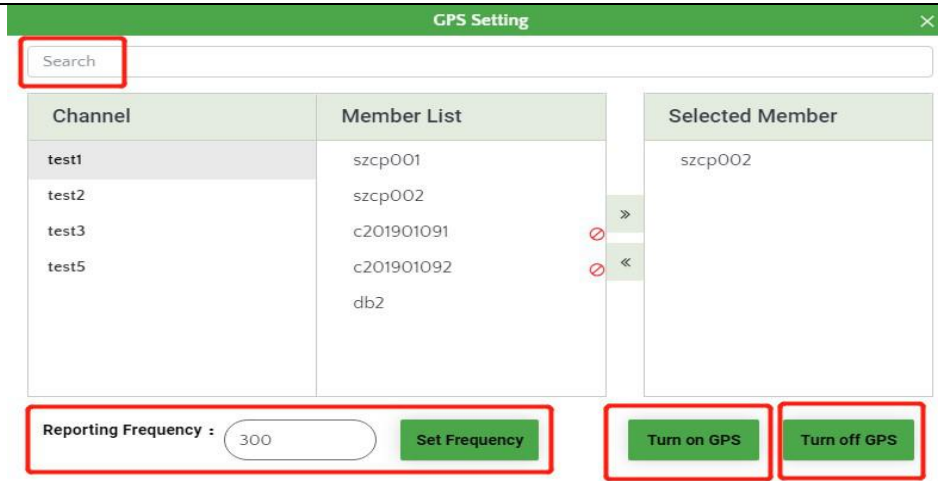 GPS Setting
Search
Channel
Member List
Selected Member
test1
szcp001
szcp002
test2
szcp002
test3
c201901091
test5
c201901092
db2
Reporting Frequency :
300
Set Frequency
Turn on GPS
Turn off GPS